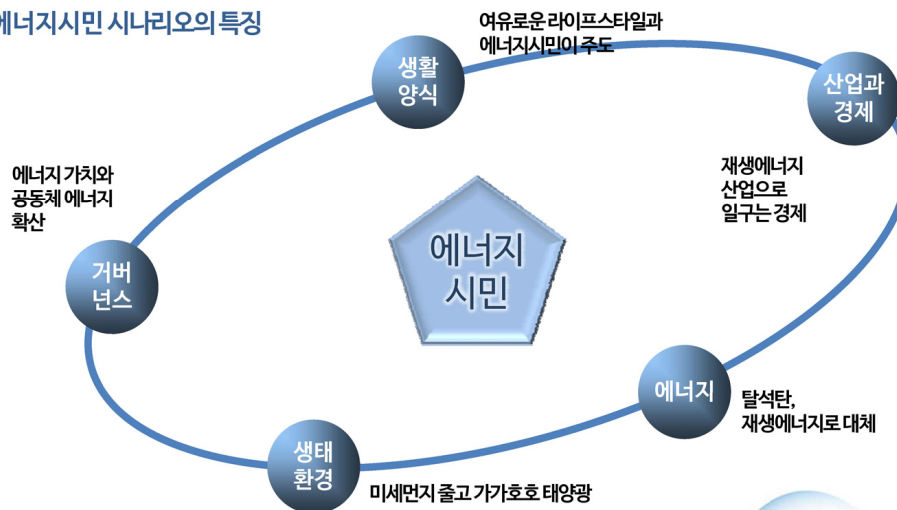 에너지시민 시나리오의 특징
여유로운 라이프스타일과
에너지시민이 주도
생활
양식
산업과
경제
재생에너지
산업으로
일구는 경제
에너지 가치와
공동체 에너지
확산
거버
넌스
에너지
시민
에너지
탈석탄,
재생에너지로 대체
생태
환경
미세먼지 줄고 가가호호 태양광